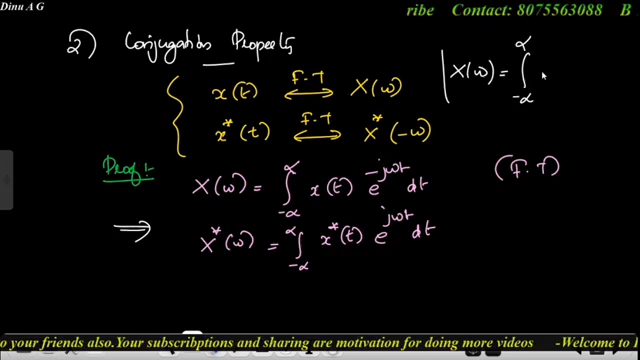 Dinu A G
ribe Contact: 8075563088 B
2) Conjugation Property
x(t) F.T ⟷ X(ω)
x*(t) F.T ⟷ X*(-ω)
X(ω) = ∫_{-α}^{α}
Proof:-
X(ω) = ∫_{-α}^{α} x(t) e^{-jωt} dt
(F.T)
⟹ X*(ω) = ∫_{-α}^{α} x*(t) e^{jωt} dt
o your friends also.Your subscribptions and sharing are motivation for doing more videos -Welcome to